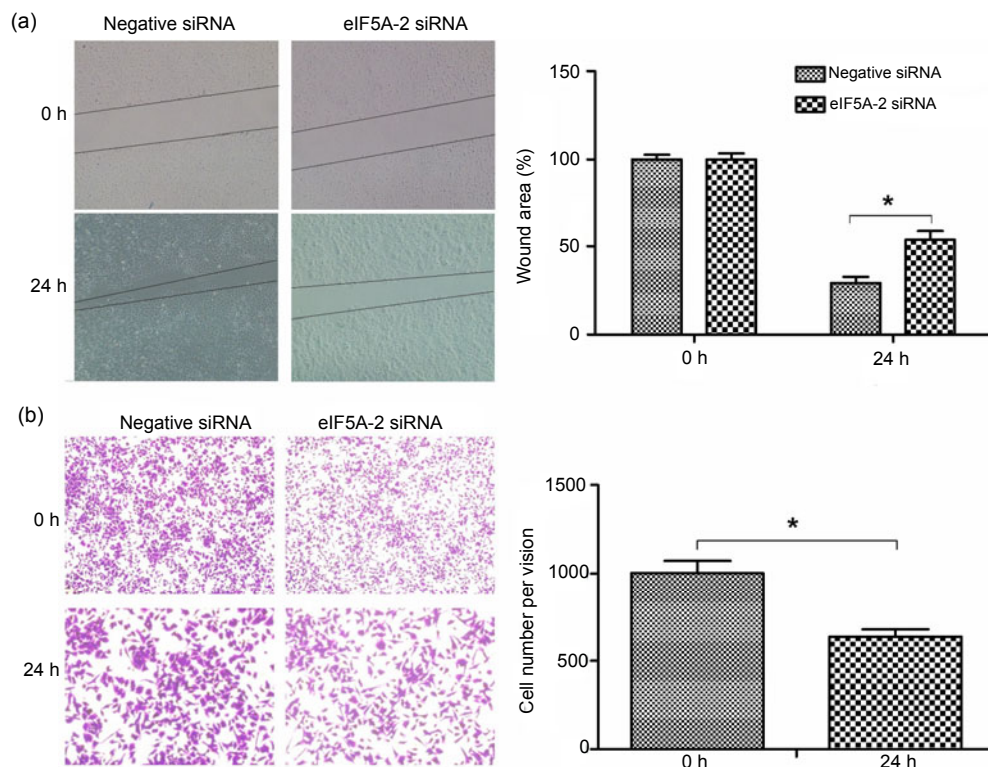 (a)
Negative siRNA
eIF5A-2 siRNA
0 h
24 h
150
100
50
0
Wound area (%)
Negative siRNA
eIF5A-2 siRNA
*
0 h
24 h
(b)
Negative siRNA
eIF5A-2 siRNA
0 h
24 h
1500
1000
500
0
Cell number per vision
*
0 h
24 h